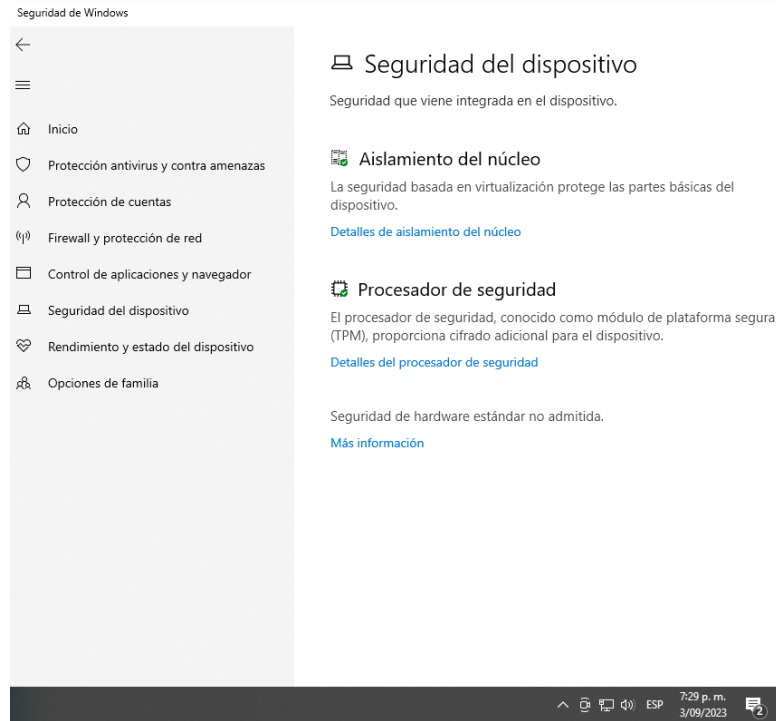 Seguridad de Windows
Inicio
Protección antivirus y contra amenazas
Protección de cuentas
Firewall y protección de red
Control de aplicaciones y navegador
Seguridad del dispositivo
Rendimiento y estado del dispositivo
Opciones de familia
Seguridad del dispositivo
Seguridad que viene integrada en el dispositivo.
Aislamiento del núcleo
La seguridad basada en virtualización protege las partes básicas del
dispositivo.
Detalles de aislamiento del núcleo
Procesador de seguridad
El procesador de seguridad, conocido como módulo de plataforma segura
(TPM), proporciona cifrado adicional para el dispositivo.
Detalles del procesador de seguridad
Seguridad de hardware estándar no admitida.
Más información
ESP
7:29 p. m.
3/09/2023
2